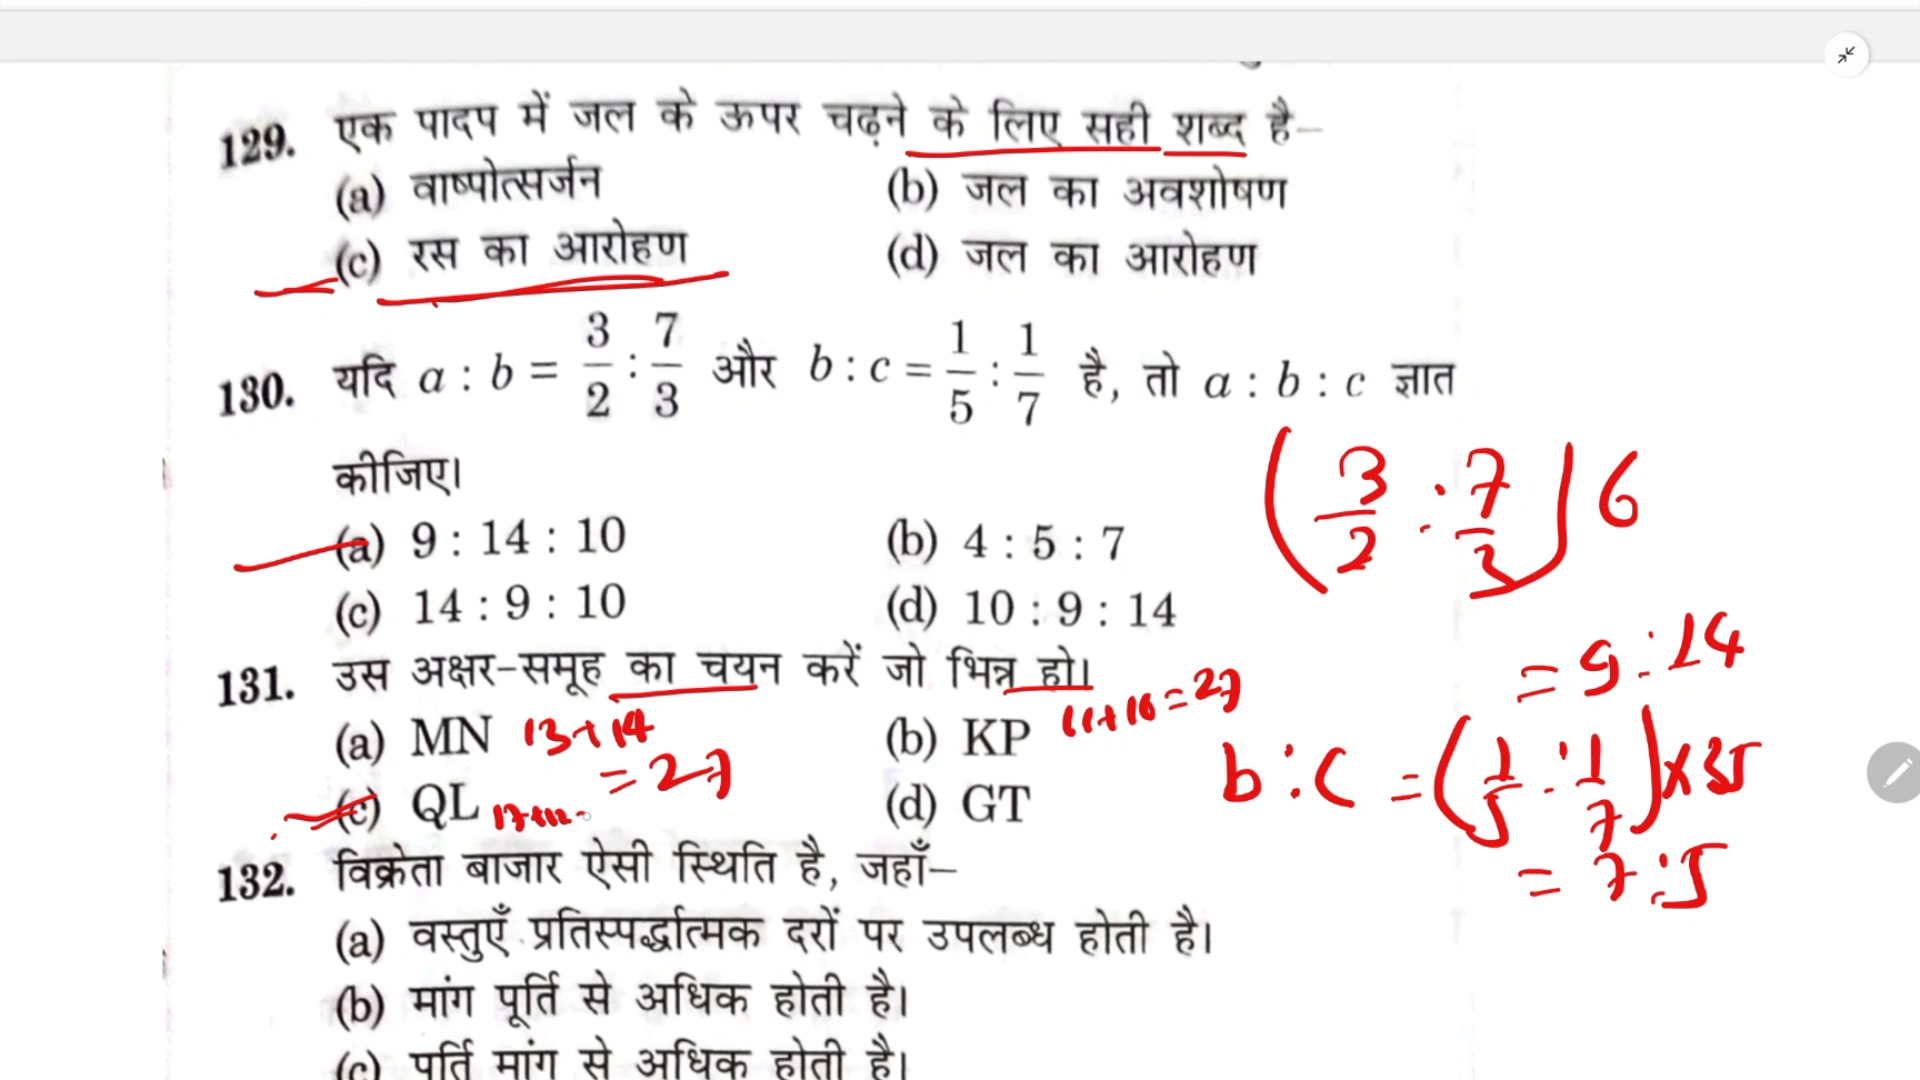 129. एक पादप में जल के ऊपर चढ़ने के लिए सही शब्द है–
(a) वाष्पोत्सर्जन (b) जल का अवशोषण
(c) रस का आरोहण (d) जल का आरोहण
130. यदि a : b = 3/2 : 7/3 और b : c = 1/5 : 1/7 है, तो a : b : c ज्ञात
कीजिए।
(a) 9 : 14 : 10 (b) 4 : 5 : 7
(c) 14 : 9 : 10 (d) 10 : 9 : 14
(3/2 : 7/3) 6
= 9 : 14
131. उस अक्षर-समूह का चयन करें जो भिन्न हो।
(a) MN 13+14 = 27 (b) KP 11+16 = 27
(c) QL 17+12 (d) GT
b : c = (1/5 : 1/7) × 35
= 7 : 5
132. विक्रेता बाजार ऐसी स्थिति है, जहाँ–
(a) वस्तुएँ प्रतिस्पर्द्धात्मक दरों पर उपलब्ध होती है।
(b) मांग पूर्ति से अधिक होती है।
(c) पूर्ति मांग से अधिक होती है।